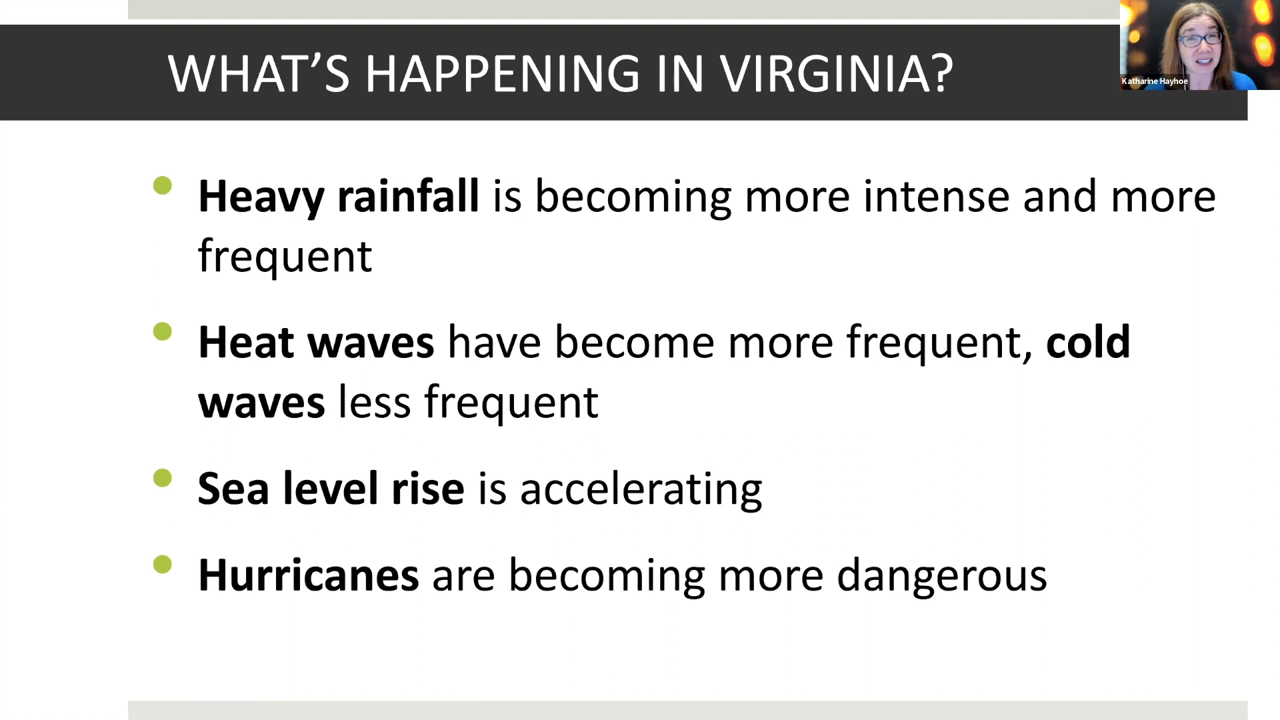 WHAT’S HAPPENING IN VIRGINIA?
Katharine Hayhoe
Heavy rainfall is becoming more intense and more
frequent
Heat waves have become more frequent, cold
waves less frequent
Sea level rise is accelerating
Hurricanes are becoming more dangerous